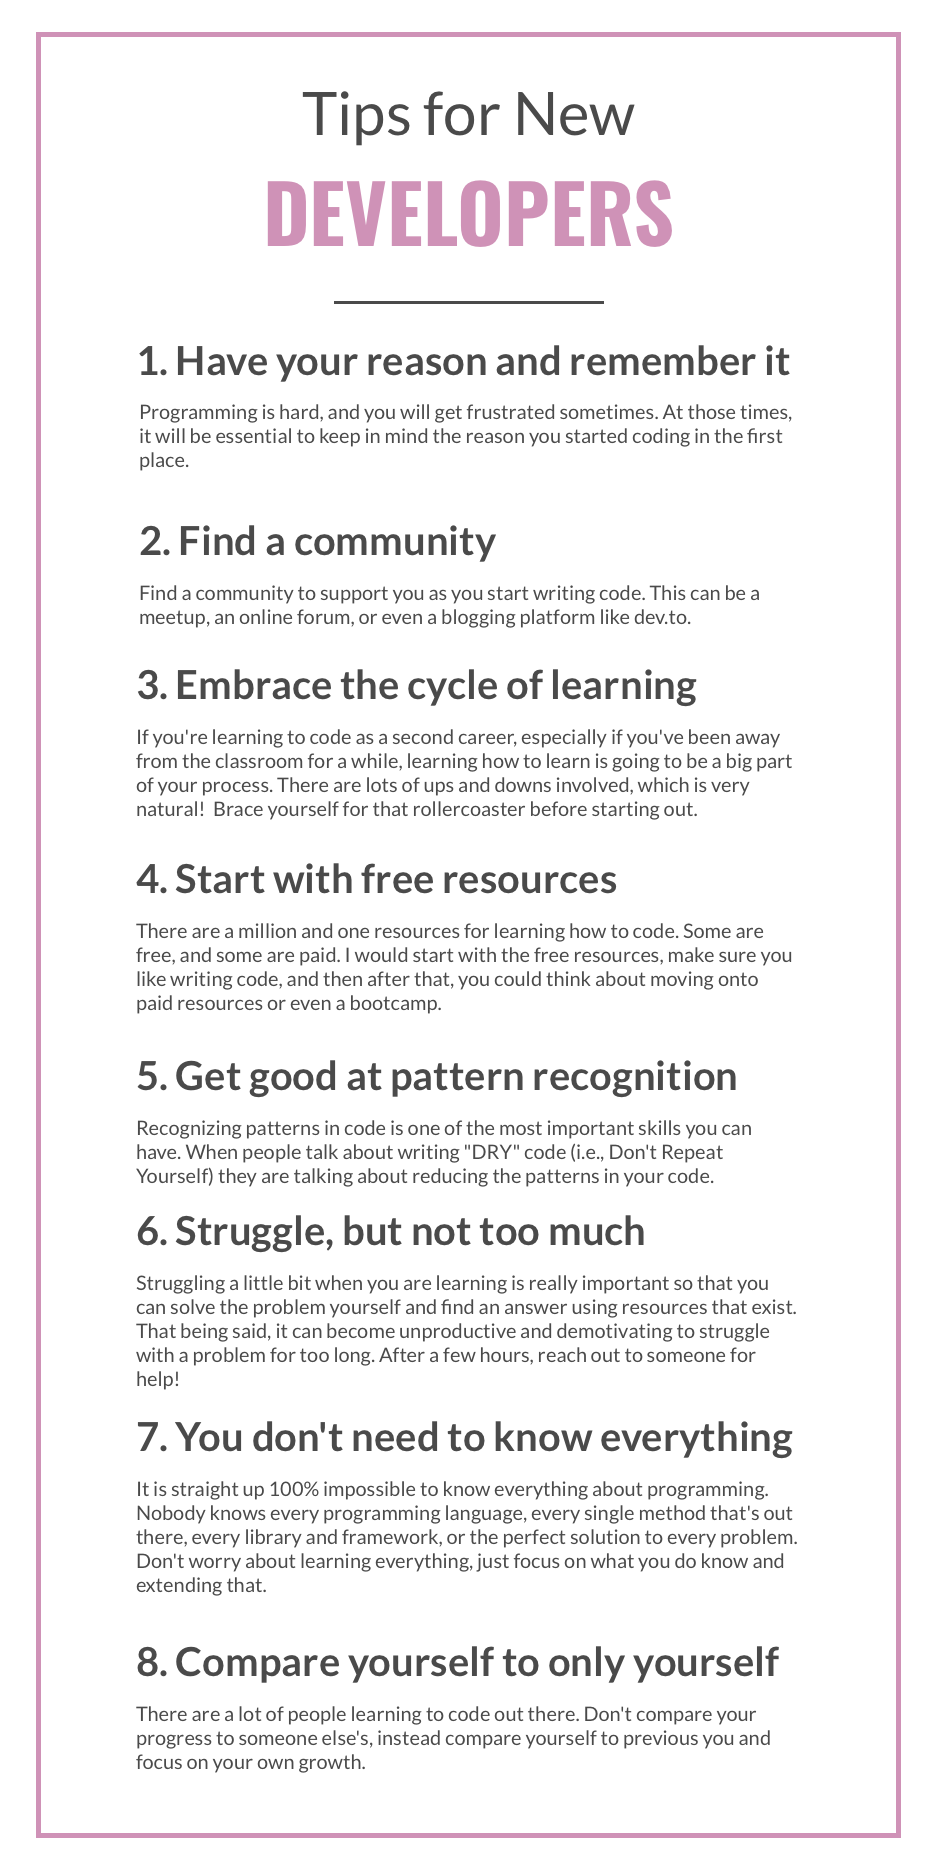 Tips for New
DEVELOPERS
1. Have your reason and remember it
Programming is hard, and you will get frustrated sometimes. At those times,
it will be essential to keep in mind the reason you started coding in the first
place.
2. Find a community
Find a community to support you as you start writing code. This can be a
meetup, an online forum, or even a blogging platform like dev.to.
3. Embrace the cycle of learning
If you're learning to code as a second career, especially if you've been away
from the classroom for a while, learning how to learn is going to be a big part
of your process. There are lots of ups and downs involved, which is very
natural!  Brace yourself for that rollercoaster before starting out.
4. Start with free resources
There are a million and one resources for learning how to code. Some are
free, and some are paid. I would start with the free resources, make sure you
like writing code, and then after that, you could think about moving onto
paid resources or even a bootcamp.
5. Get good at pattern recognition
Recognizing patterns in code is one of the most important skills you can
have. When people talk about writing "DRY" code (i.e., Don't Repeat
Yourself) they are talking about reducing the patterns in your code.
6. Struggle, but not too much
Struggling a little bit when you are learning is really important so that you
can solve the problem yourself and find an answer using resources that exist.
That being said, it can become unproductive and demotivating to struggle
with a problem for too long. After a few hours, reach out to someone for
help!
7. You don't need to know everything
It is straight up 100% impossible to know everything about programming.
Nobody knows every programming language, every single method that's out
there, every library and framework, or the perfect solution to every problem.
Don't worry about learning everything, just focus on what you do know and
extending that.
8. Compare yourself to only yourself
There are a lot of people learning to code out there. Don't compare your
progress to someone else's, instead compare yourself to previous you and
focus on your own growth.